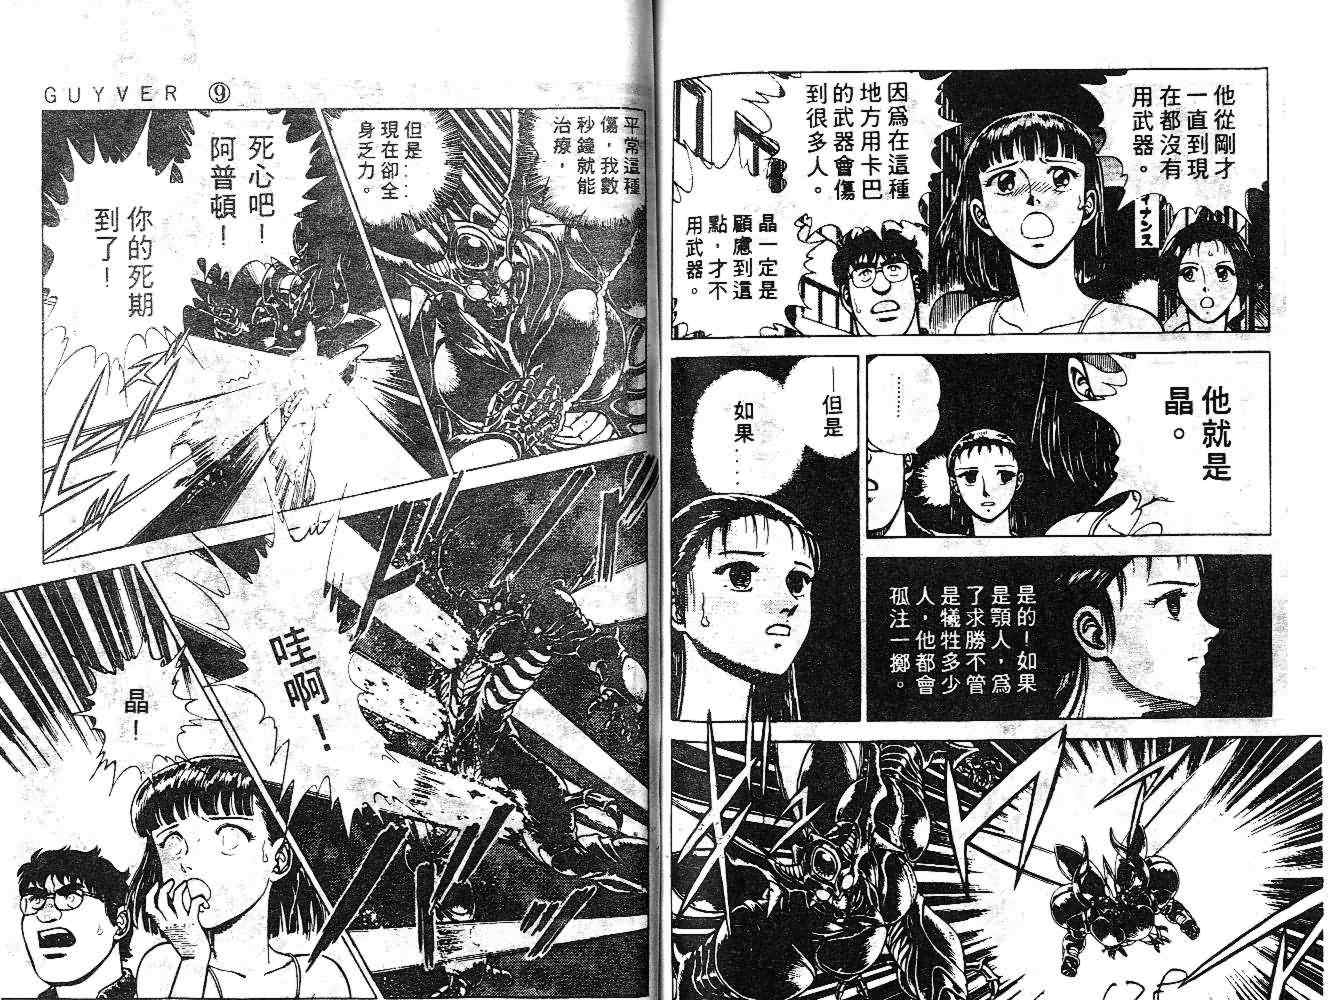 他從剛才
一直到現
在都沒有
用武器。
因為在這種
地方用卡巴
的武器會傷
到很多人。
晶一定是
顧慮到這
點，才不
用武器。
イナンス
他就是
晶。
………
—但是
如果……
是的！如果
是顎人，為
了求勝不管
是犧牲多少
人，他都會
孤注一擲。
GUYVER ⑨
平常這種
傷，我數
秒鐘就能
治療，
但是……
現在卻全
身乏力。
死心吧！
阿普頓！
你的死期
到了！
哇啊！
晶！